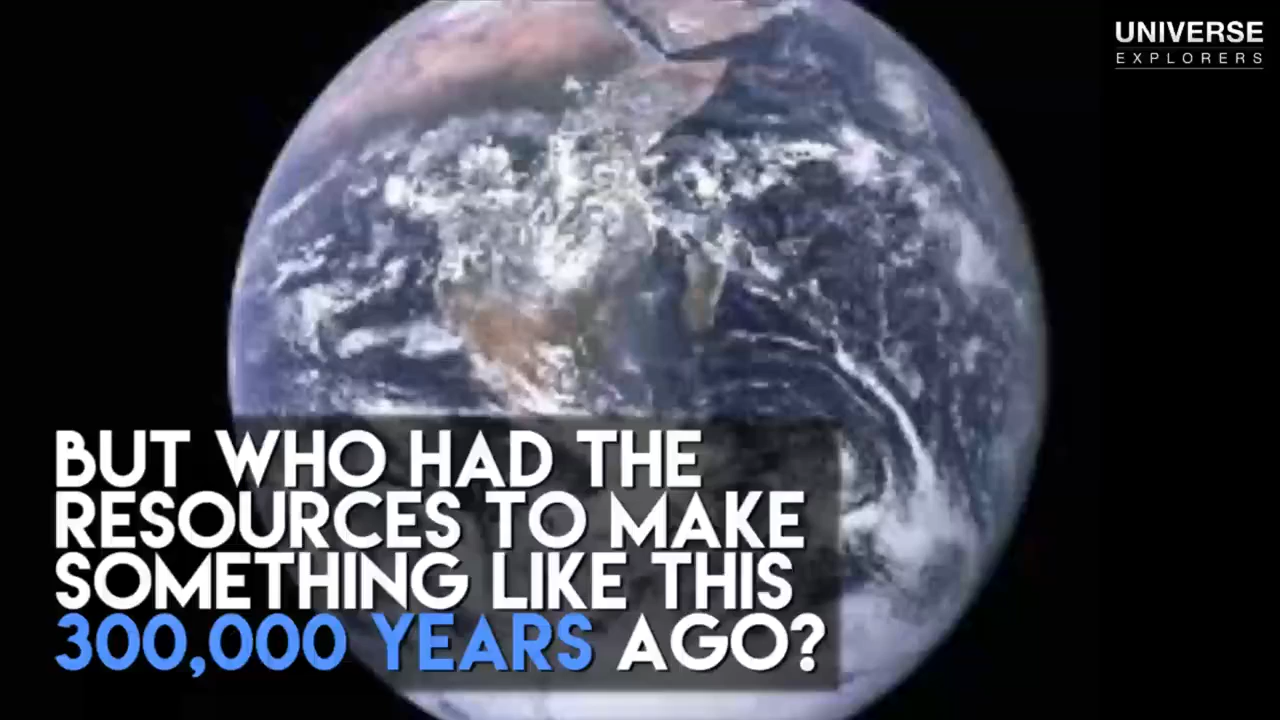 UNIVERSE
EXPLORERS
BUT WHO HAD THE
RESOURCES TO MAKE
SOMETHING LIKE THIS
300,000 YEARS AGO?